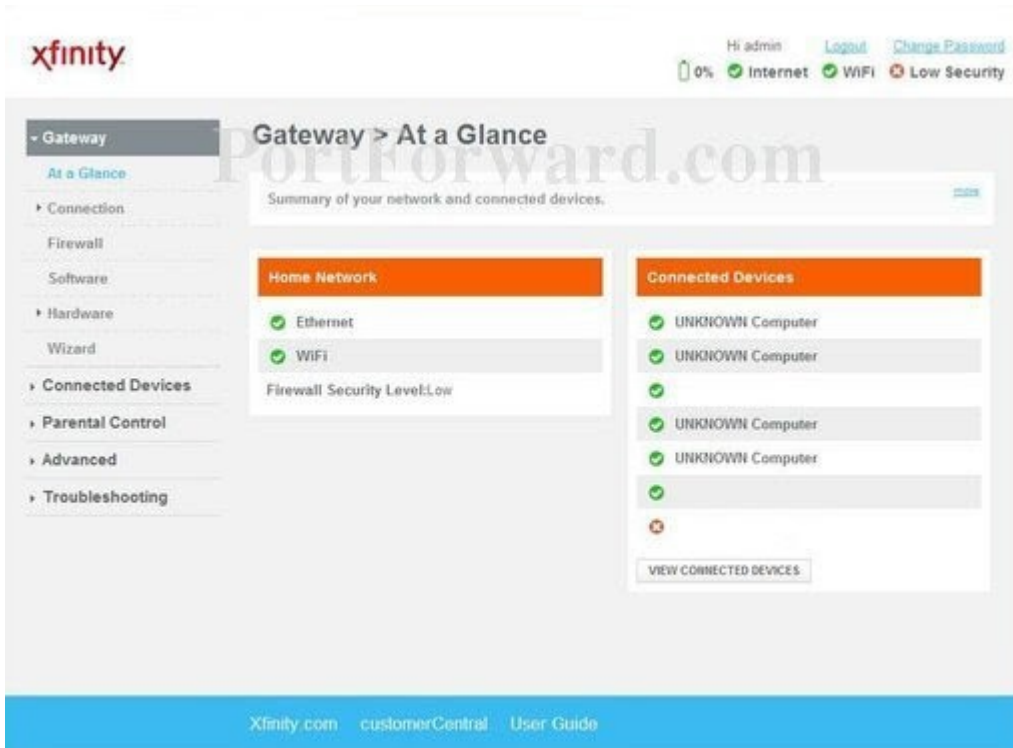 xfinity
Hi admin Logout Change Password
0% Internet WiFi Low Security
Gateway
At a Glance
Connection
Firewall
Software
Hardware
Wizard
Connected Devices
Parental Control
Advanced
Troubleshooting
Gateway > At a Glance
PortForward.com
Summary of your network and connected devices.
more
Home Network
Ethernet
WiFi
Firewall Security Level:Low
Connected Devices
UNKNOWN Computer
UNKNOWN Computer
UNKNOWN Computer
UNKNOWN Computer
VIEW CONNECTED DEVICES
Xfinity.com customerCentral User Guide